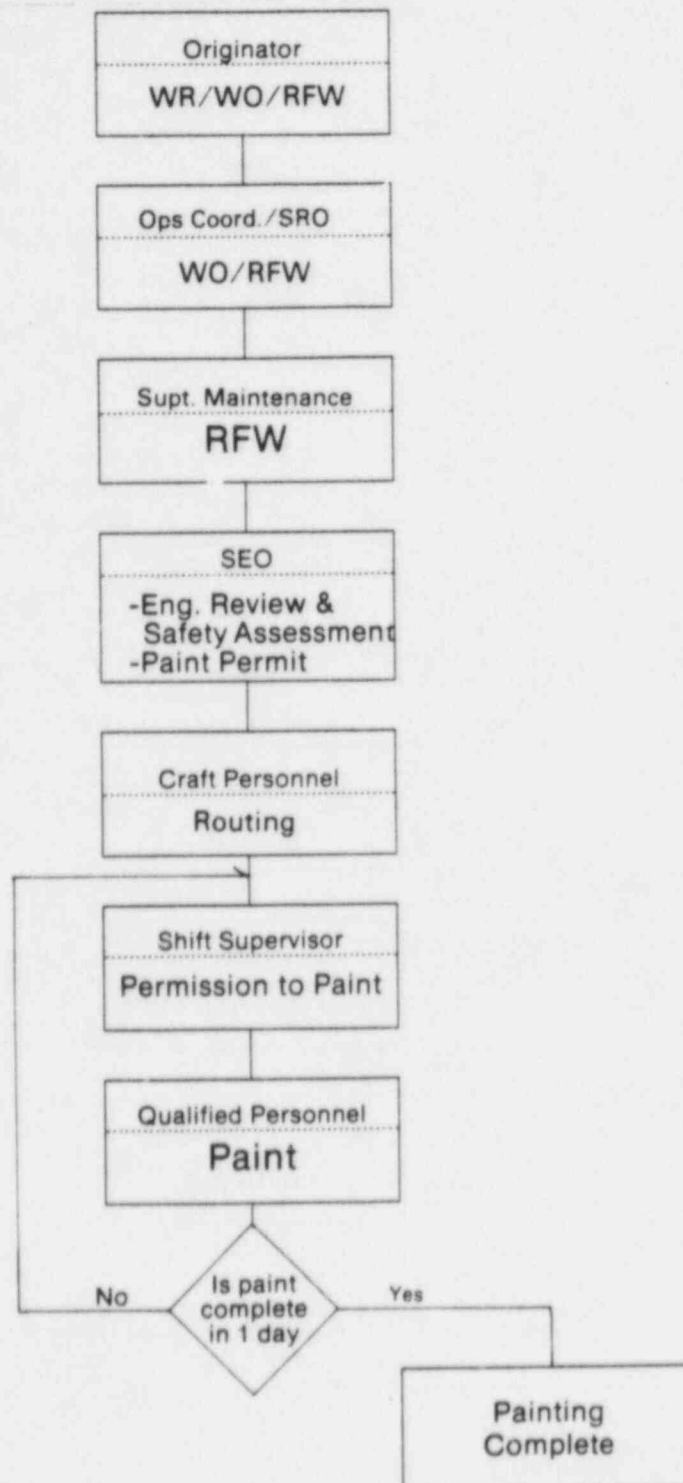 Originator
WR/WO/RFW
Ops Coord./SRO
WO/RFW
Supt. Maintenance
RFW
SEO
-Eng. Review &
Safety Assessment
-Paint Permit
Craft Personnel
Routing
Shift Supervisor
Permission to Paint
Qualified Personnel
Paint
Is paint
complete
in 1 day
No
Yes
Painting
Complete